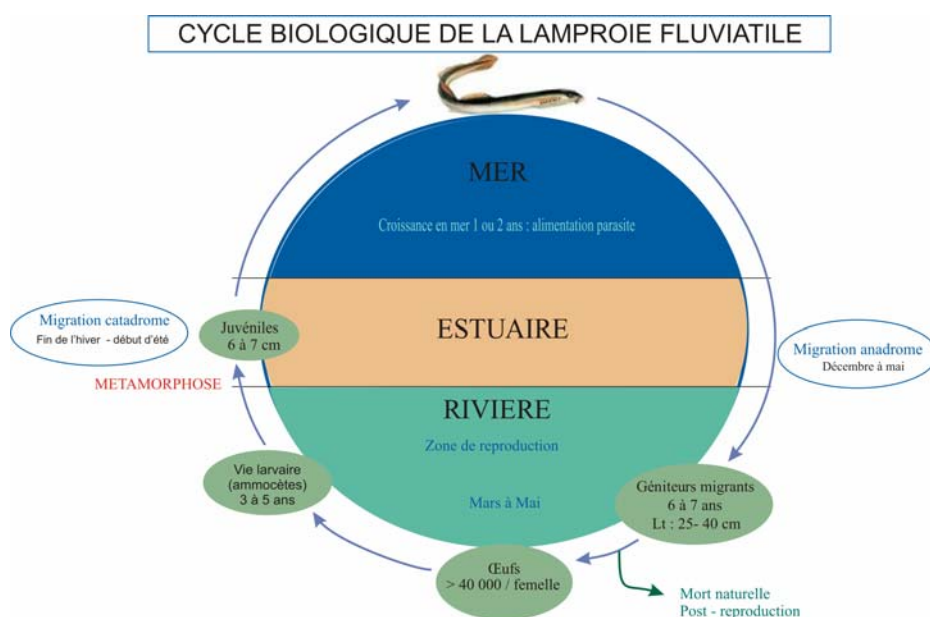 CYCLE BIOLOGIQUE DE LA LAMPROIE FLUVIATILE
MER
Croissance en mer 1 ou 2 ans : alimentation parasite
Migration catadrome
Fin de l'hiver - début d'été
Juvéniles
6 à 7 cm
ESTUAIRE
Migration anadrome
Décembre à mai
METAMORPHOSE
RIVIERE
Zone de reproduction
Vie larvaire
(ammocètes)
3 à 5 ans
Mars à Mai
Géniteurs migrants
6 à 7 ans
Lt : 25- 40 cm
Œufs
> 40 000 / femelle
Mort naturelle
Post - reproduction